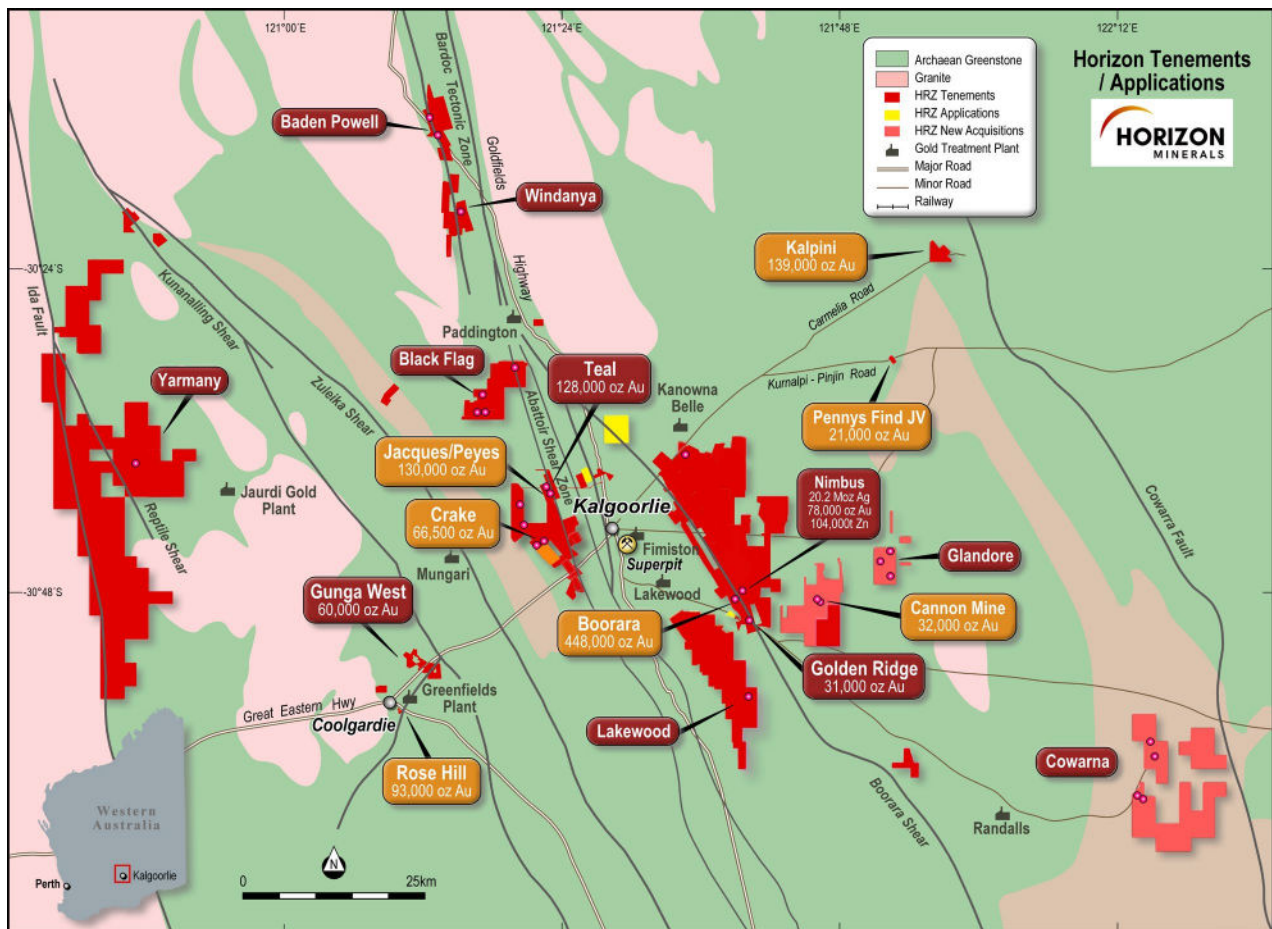 121°00´E
121°24´E
121°48´E
122°12´E
Horizon Tenements
/ Applications
HORIZON
MINERALS
Archaean Greenstone
Granite
HRZ Tenements
HRZ Applications
HRZ New Acquisitions
Gold Treatment Plant
Major Road
Minor Road
Railway
Bardoc Tectonic Zone
Goldfields
Highway
Baden Powell
Windanya
-30°24´S
-30°48´S
Ida Fault
Kunanalling Shear
Zuleika Shear
Reptile Shear
Abattoir Shear Zone
Kalpini
139,000 oz Au
Carmelia Road
Paddington
Black Flag
Teal
128,000 oz Au
Kanowna
Belle
Kurnalpi - Pinjin Road
Pennys Find JV
21,000 oz Au
Yarmany
Jacques/Peyes
130,000 oz Au
Jaurdi Gold
Plant
Crake
66,500 oz Au
Kalgoorlie
Nimbus
20.2 Moz Ag
78,000 oz Au
104,000t Zn
Fimiston
Superpit
Mungari
Lakewood
Glandore
Cowarra Fault
Gunga West
60,000 oz Au
Boorara
448,000 oz Au
Cannon Mine
32,000 oz Au
Golden Ridge
31,000 oz Au
Greenfields
Plant
Great Eastern Hwy
Coolgardie
Lakewood
Rose Hill
93,000 oz Au
Cowarna
Boorara Shear
Randalls
Western
Australia
Perth
Kalgoorlie
N
0
25km